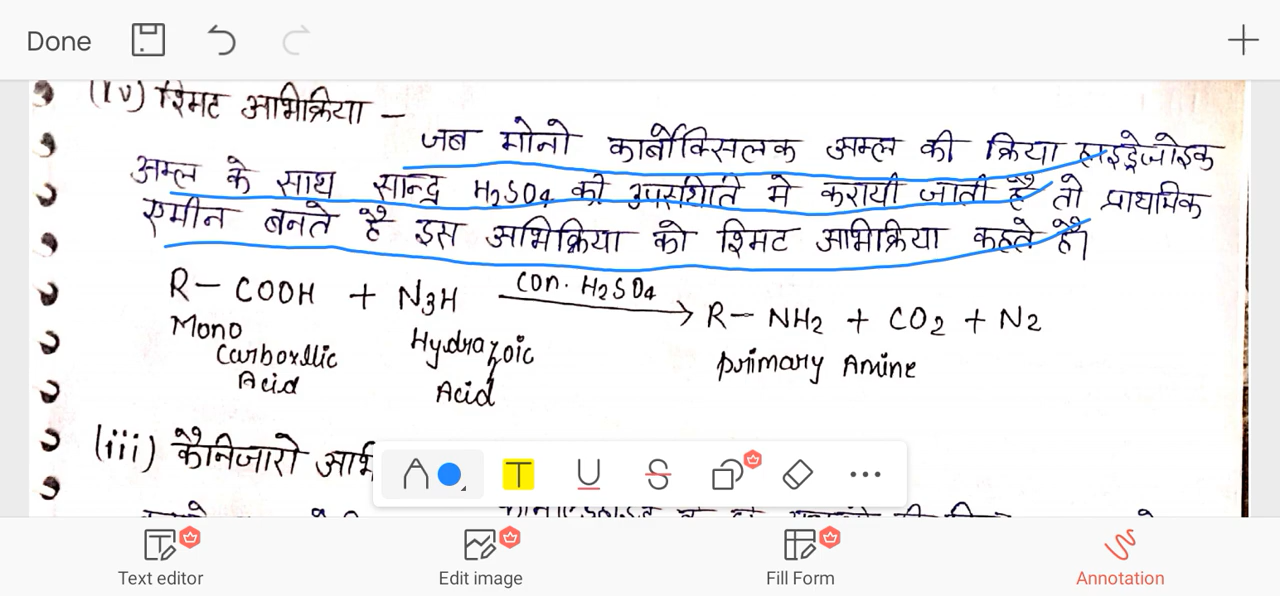 Done
(iv) श्मिट अभिक्रिया –
जब मोनो कार्बोक्सिलक अम्ल की क्रिया हाइड्रेजोइक
अम्ल के साथ सान्द्र H2SO4 की उपस्थिति मे करायी जाती है तो प्राथमिक
एमीन बनते है इस अभिक्रिया को श्मिट अभिक्रिया कहते है।
R– COOH + N3H con. H2SO4 → R– NH2 + CO2 + N2
Mono Carboxllic Acid
Hydrazoic Acid
primary Amine
(iii) कैनिजारो
T U S
Text editor Edit image Fill Form Annotation